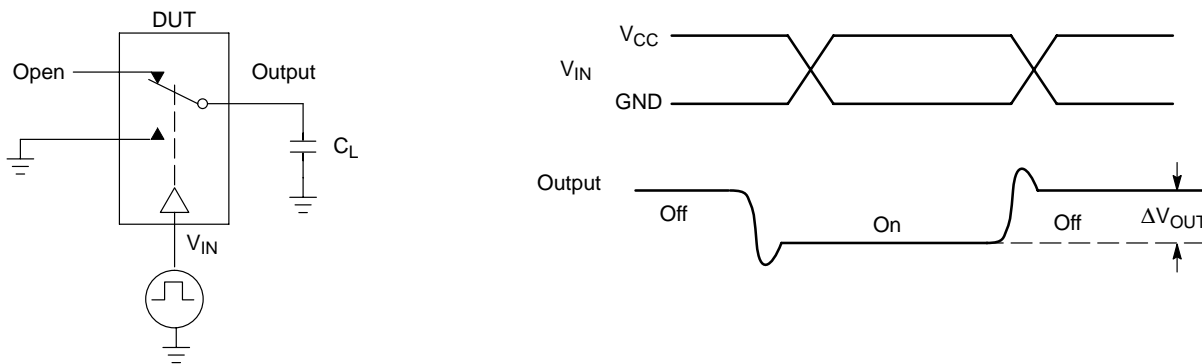 DUT
Open
Output
C_L
V_IN
V_CC
V_IN
GND
Output
Off
On
Off
ΔV_OUT